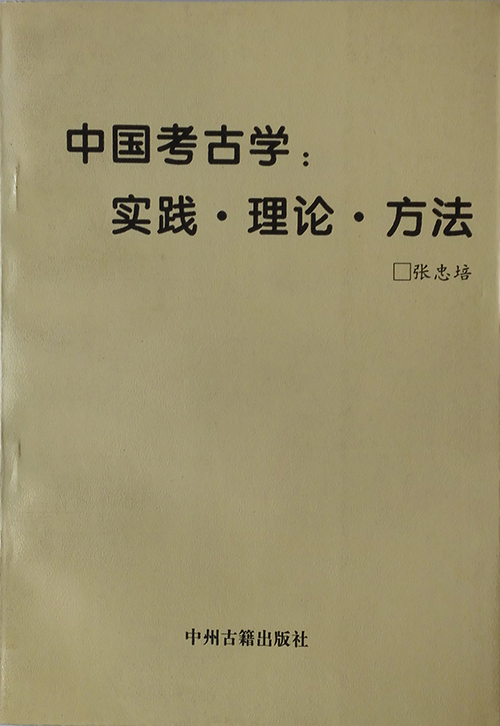 中国考古学：
实践·理论·方法
□张忠培
中州古籍出版社